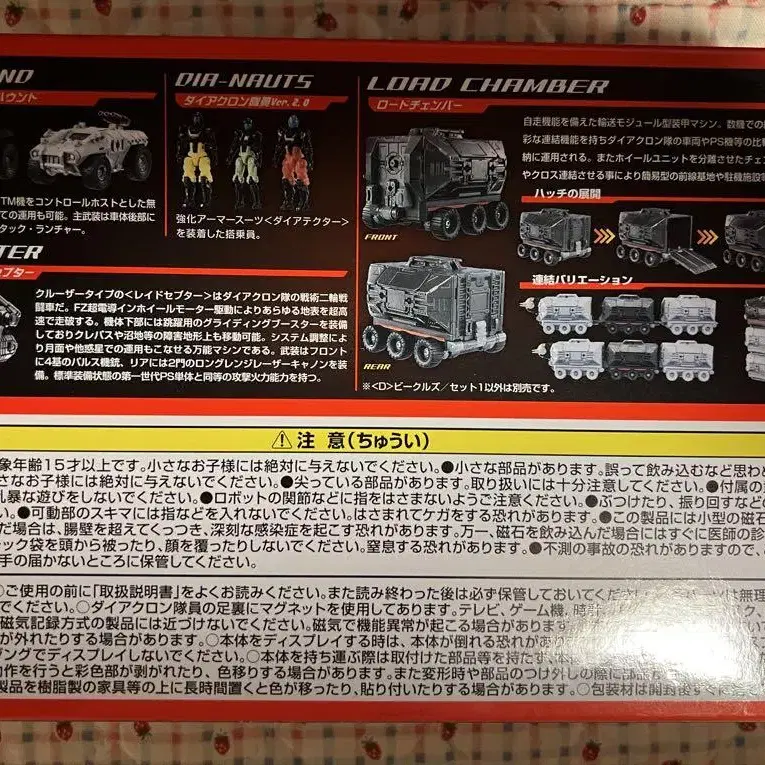 ND
ハウント
TM機をコントロールホストとした無
ての運用も可能。主武装は車体後部に
タック・ランチャー。
DIA-NAUTS
ダイアクロン隊員Ver.2.0
強化アーマースーツ<ダイアテクター>
を装着した搭乗員。
TER
セプター
クルーザータイプの<レイドセプター>はダイアクロン隊の戦術二輪戦
闘車だ。FZ超電導インホイールモーター駆動によりあらゆる地表を超高
速で走破する。機体下部には跳躍用のグライディングブースターを装備
しておりクレバスや沼地等の障害地形上も移動可能。システム調整によ
り月面や他惑星での運用もこなせる万能マシンである。武装はフロント
に4基のパルス機銃、リアには2門のロングレンジレーザーキャノンを装
備。標準装備状態の第一世代PS単体と同等の攻撃火力能力を持つ。
LOAD CHAMBER
ロードチェンバー
自走機能を備えた輸送モジュール型装甲マシン。数機での
彩な連結機能を持ちダイアクロン隊の車両やPS機等の比
納に運用される。またホイールユニットを分離させたチェ
やクロス連結させる事により簡易型の前線基地や駐機施設
ハッチの展開
FRONT
連結バリエーション
REAR
※<D>ビークルズ/セット1以外は別売です。
⚠注 意(ちゅうい)
象年齢15才以上です。小さなお子様には絶対に与えないでください。●小さな部品があります。誤って飲み込むなど思わ
さなお子様には絶対に与えないでください。●尖っている部品があります。取り扱いには十分注意してください。●付属の
乱暴な遊びをしないでください。●ロボットの関節などに指をはさまないようご注意ください。●ぶつけたり、振り回すなどの
●可動部のスキマには指などを入れないでください。はさまれてケガをする恐れがあります。●この製品には小型の磁石
だ場合は、腸壁を超えてくっつき、深刻な感染症を起こす恐れがあります。万一、磁石を飲み込んだ場合にはすぐに医師の診
ック袋を頭から被ったり、顔を覆ったりしないでください。窒息する恐れがあります。●不測の事故の恐れがありますので、
手の届かないところに保管してください。
○ご使用の前に「取扱説明書」をよくお読みください。また読み終わった後は必ず保管しておいてくだ
は無理
ください。○ダイアクロン隊員の足裏にマグネットを使用してあります。テレビ、ゲーム機、時計
磁気記録方式の製品には近づけないでください。磁気で機能異常が起こる場合があり
が外れたりする場合があります。○本体をディスプレイする時は、本体が倒れる恐れがあ
ングでディスプレイしないでください。○本体を持ち運ぶ際は取付けた部品等を持たず、本
動作を行うと彩色部が剥がれたり、色移りする場合があります。また変形時や部品のつけ外しの際に部
製品を樹脂製の家具等の上に長時間置くと色が移ったり、貼り付いたりする場合があります。○包装材は開封後すぐに